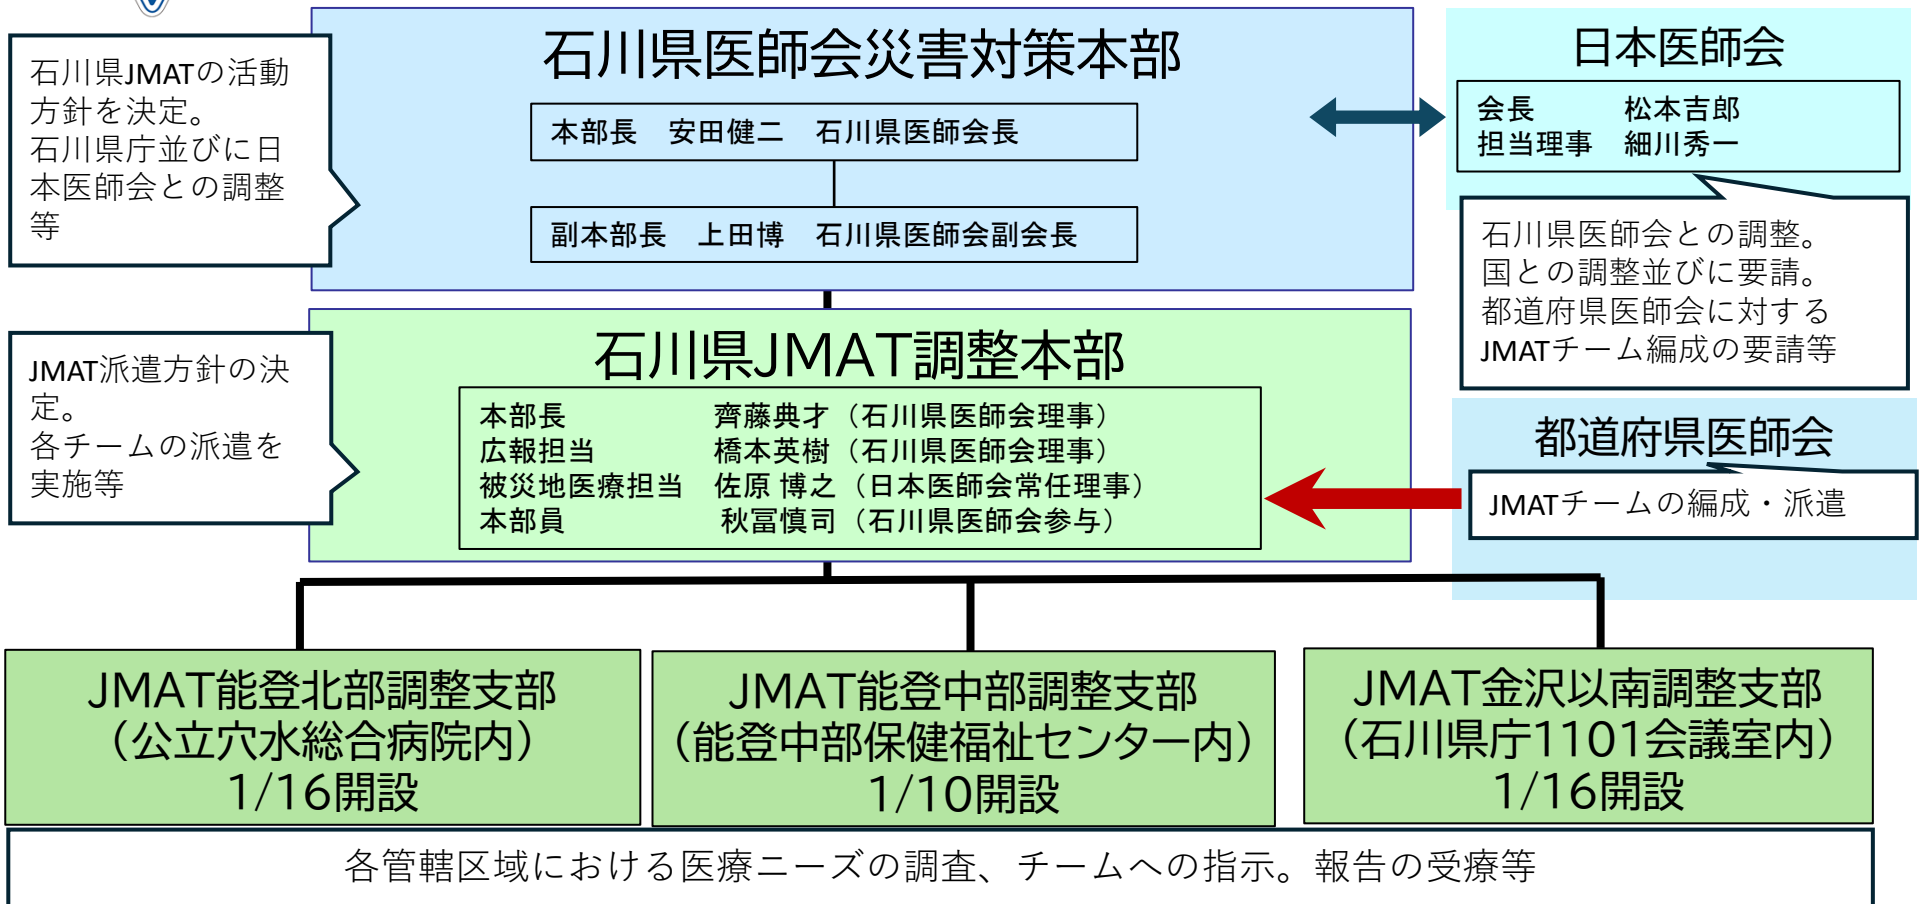 石川県医師会災害対策本部
本部長　安田健二　石川県医師会長
副本部長　上田博　石川県医師会副会長
石川県JMATの活動
方針を決定。
石川県庁並びに日
本医師会との調整
等
日本医師会
会長　　　松本吉郎
担当理事　細川秀一
石川県医師会との調整。
国との調整並びに要請。
都道府県医師会に対する
JMATチーム編成の要請等
石川県JMAT調整本部
本部長　　　　　齊藤典才（石川県医師会理事）
広報担当　　　　橋本英樹（石川県医師会理事）
被災地医療担当　佐原 博之（日本医師会常任理事）
本部員　　　　　秋冨慎司（石川県医師会参与）
JMAT派遣方針の決
定。
各チームの派遣を
実施等
都道府県医師会
JMATチームの編成・派遣
JMAT能登北部調整支部
（公立穴水総合病院内）
1/16開設
JMAT能登中部調整支部
（能登中部保健福祉センター内）
1/10開設
JMAT金沢以南調整支部
（石川県庁1101会議室内）
1/16開設
各管轄区域における医療ニーズの調査、チームへの指示。報告の受療等